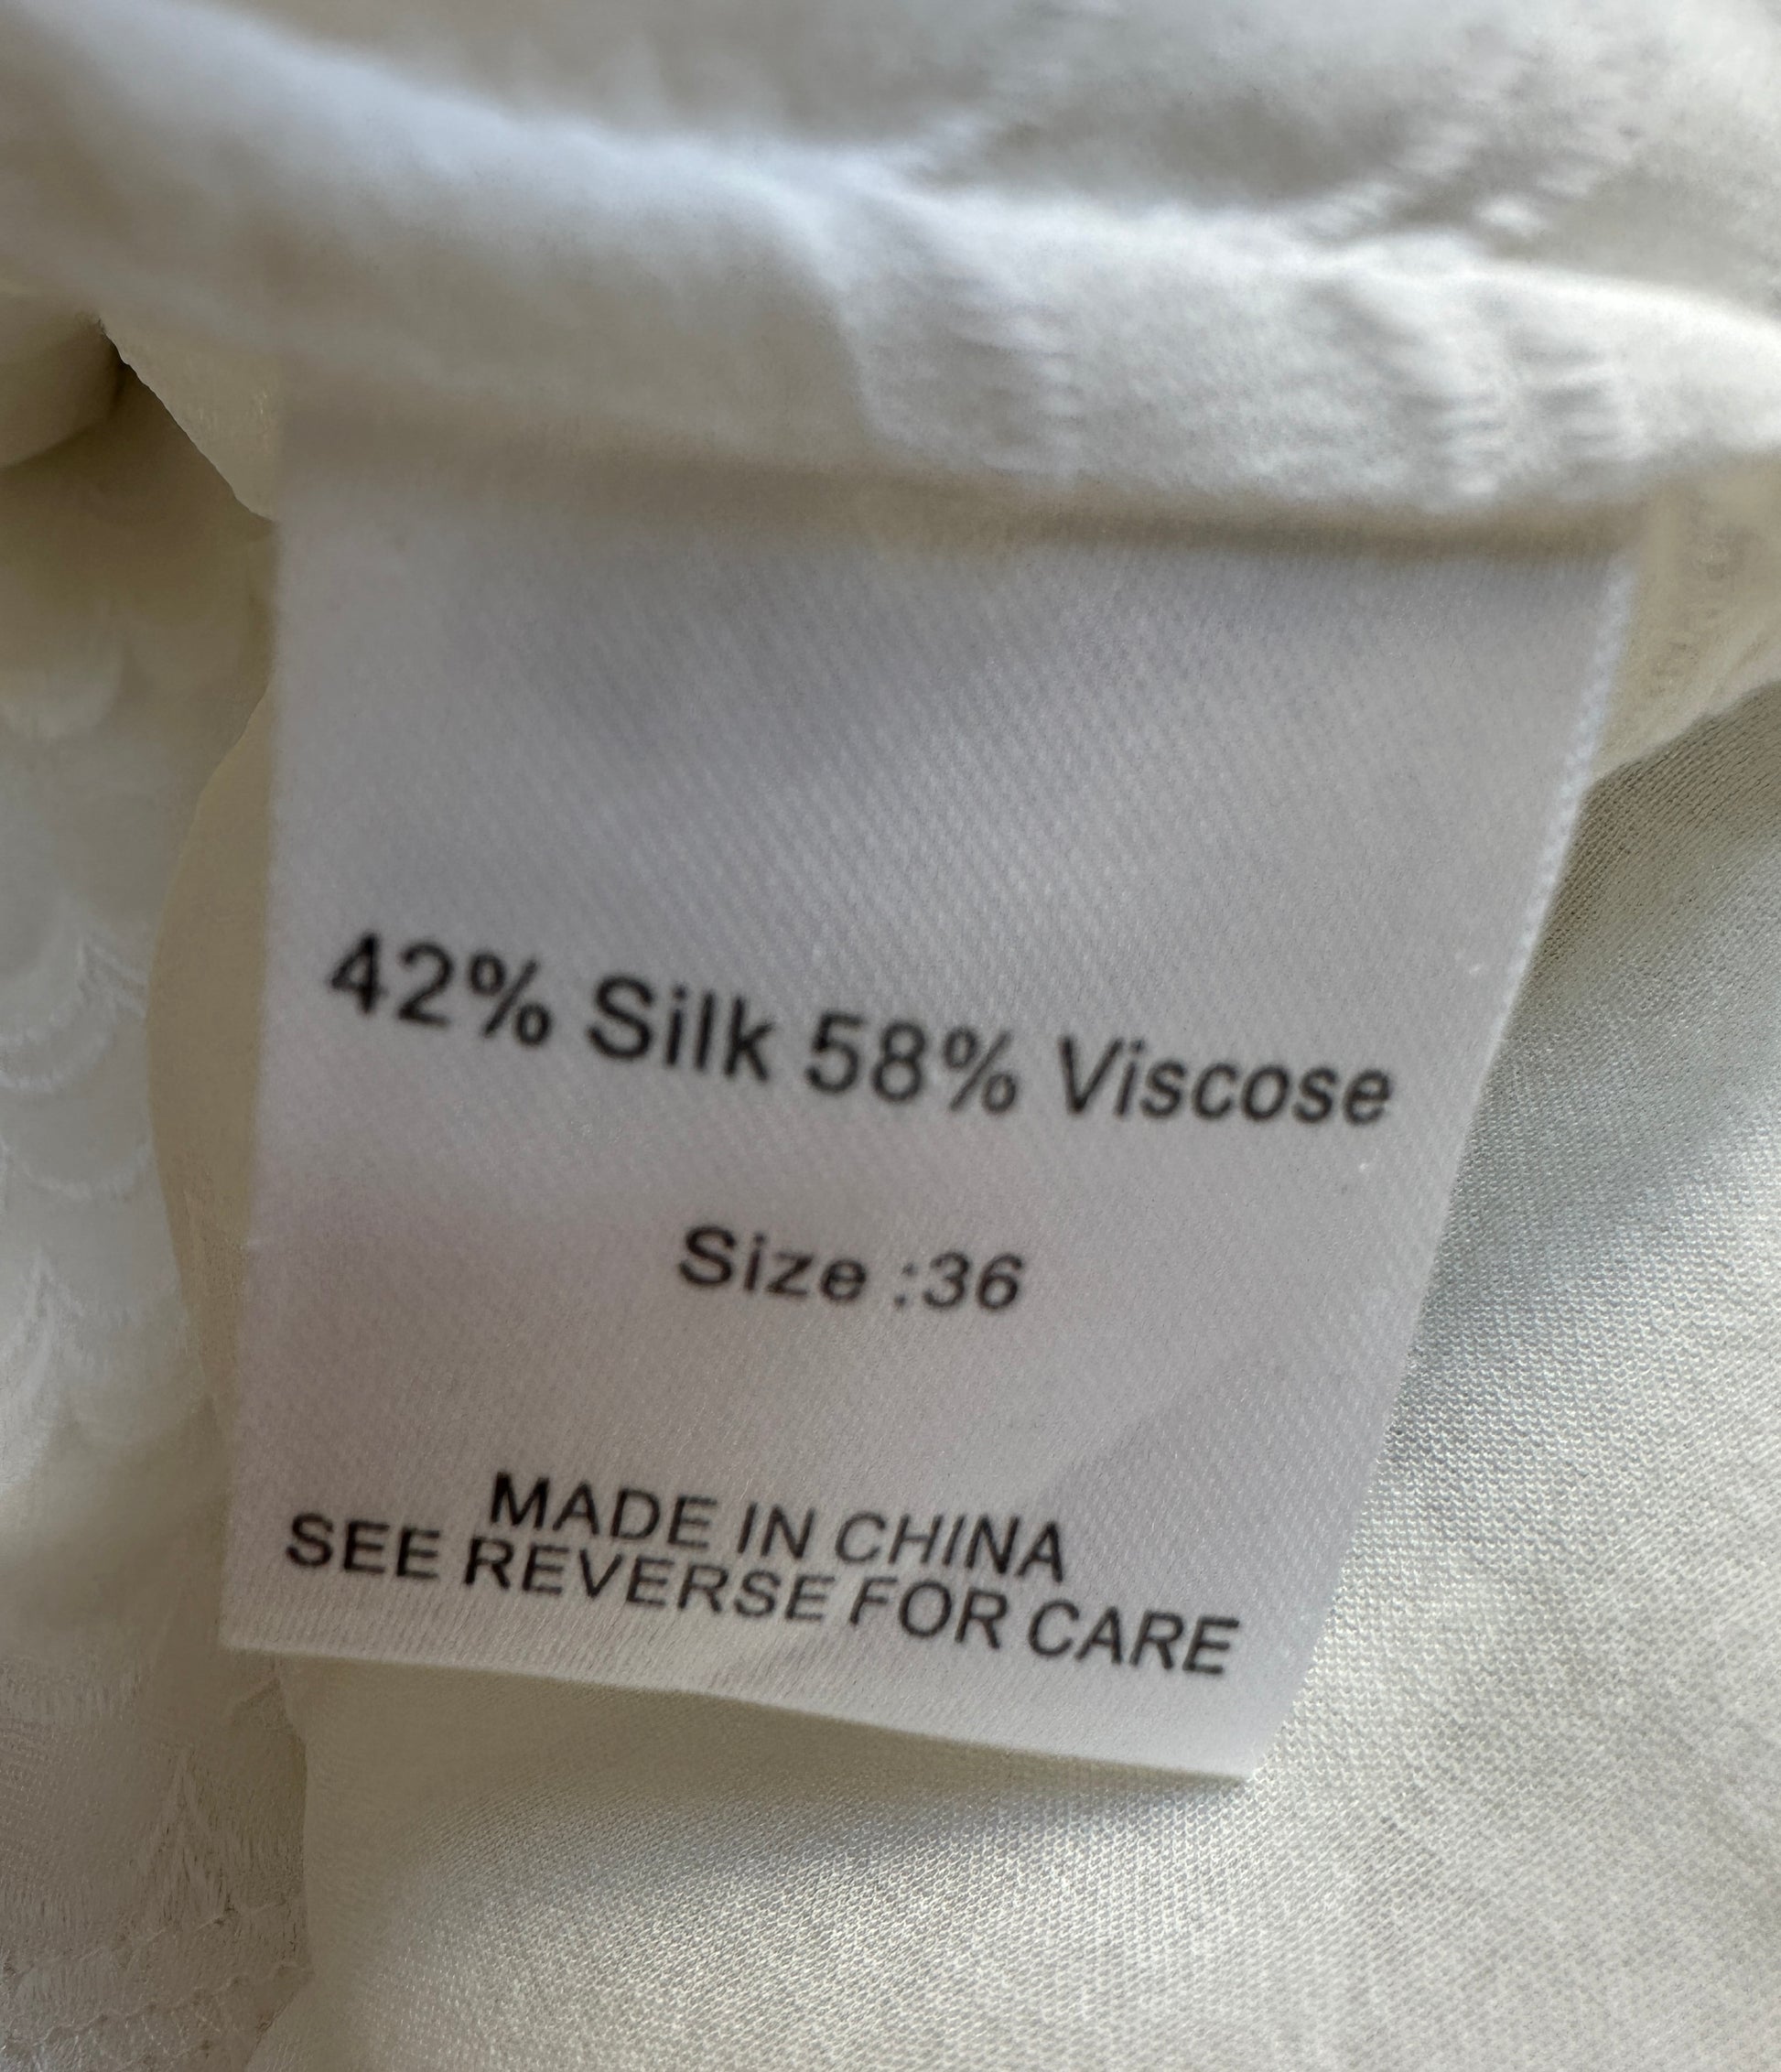 42% Silk 58% Viscose
Size :36
MADE IN CHINA
SEE REVERSE FOR CARE